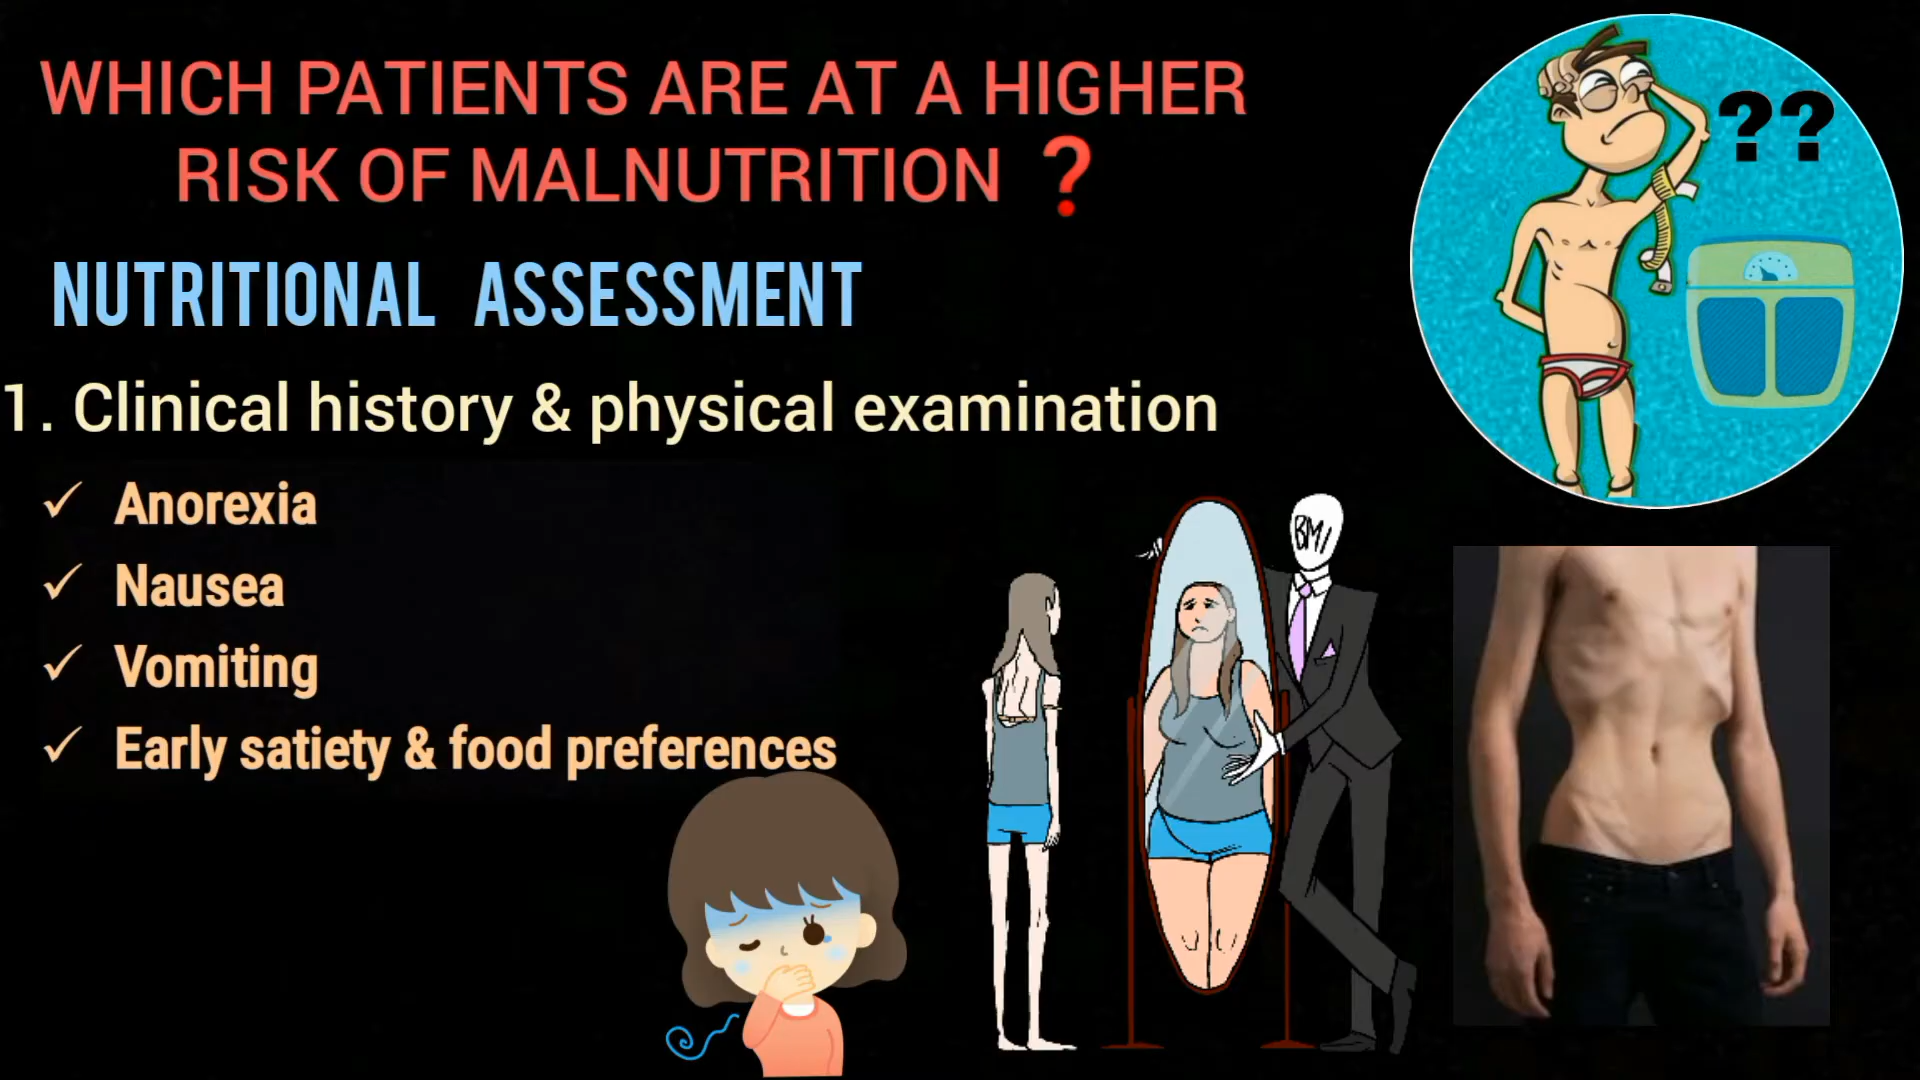 WHICH PATIENTS ARE AT A HIGHER
RISK OF MALNUTRITION ❓
??
NUTRITIONAL ASSESSMENT
1. Clinical history & physical examination
✓ Anorexia
✓ Nausea
✓ Vomiting
✓ Early satiety & food preferences
BMI